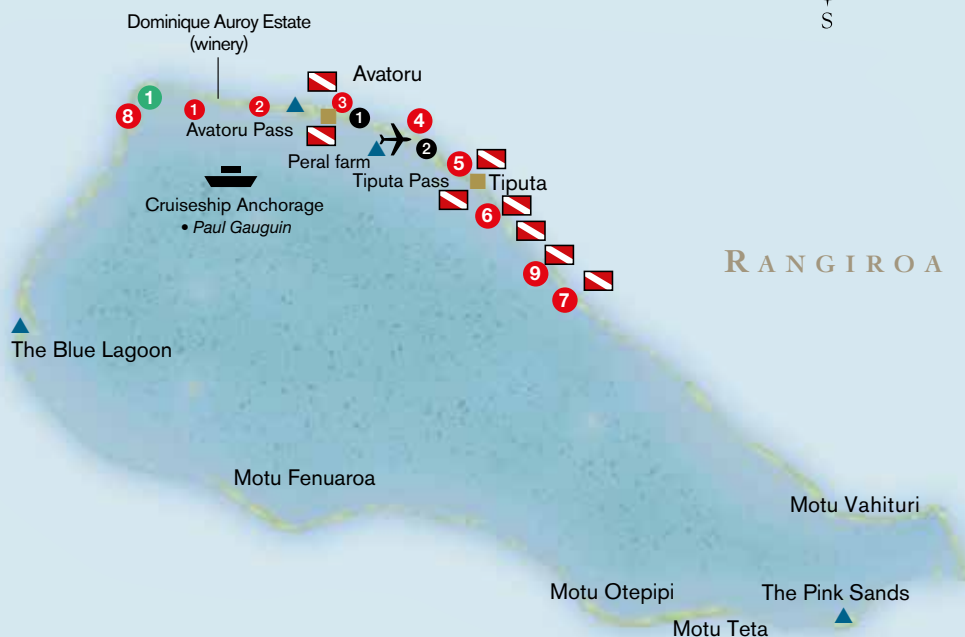 S
Dominique Auroy Estate
(winery)
Avatoru
1
8
1
2
3
1
4
Avatoru Pass
Peral farm
2
5
Tiputa Pass
Tiputa
Cruiseship Anchorage
• Paul Gauguin
6
RANGIROA
9
7
The Blue Lagoon
Motu Fenuaroa
Motu Vahituri
Motu Otepipi
The Pink Sands
Motu Teta